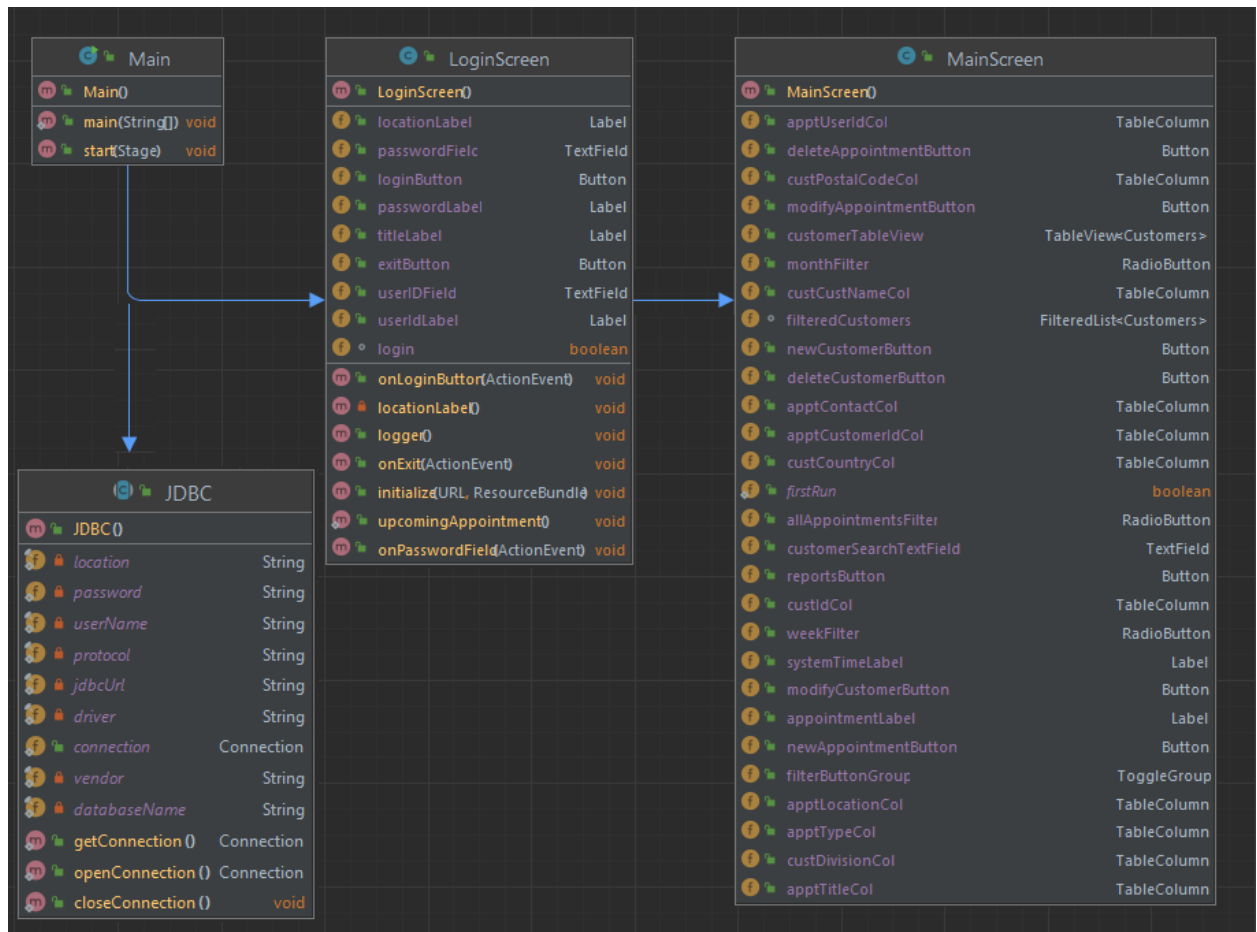 Main
Main()
main(String[]) void
start(Stage) void
LoginScreen
LoginScreen()
locationLabel Label
passwordField TextField
loginButton Button
passwordLabel Label
titleLabel Label
exitButton Button
userIDField TextField
userIdLabel Label
login boolean
onLoginButton(ActionEvent) void
locationLabel() void
logger() void
onExit(ActionEvent) void
initialize(URL, ResourceBundle) void
upcomingAppointment() void
onPasswordField(ActionEvent) void
MainScreen
MainScreen()
apptUserIdCol TableColumn
deleteAppointmentButton Button
custPostalCodeCol TableColumn
modifyAppointmentButton Button
customerTableView TableView<Customers>
monthFilter RadioButton
custCustNameCol TableColumn
filteredCustomers FilteredList<Customers>
newCustomerButton Button
deleteCustomerButton Button
apptContactCol TableColumn
apptCustomerIdCol TableColumn
custCountryCol TableColumn
firstRun boolean
allAppointmentsFilter RadioButton
customerSearchTextField TextField
reportsButton Button
custIdCol TableColumn
weekFilter RadioButton
systemTimeLabel Label
modifyCustomerButton Button
appointmentLabel Label
newAppointmentButton Button
filterButtonGroup ToggleGroup
apptLocationCol TableColumn
apptTypeCol TableColumn
custDivisionCol TableColumn
apptTitleCol TableColumn
JDBC
JDBC()
location String
password String
userName String
protocol String
jdbcUrl String
driver String
connection Connection
vendor String
databaseName String
getConnection() Connection
openConnection() Connection
closeConnection() void